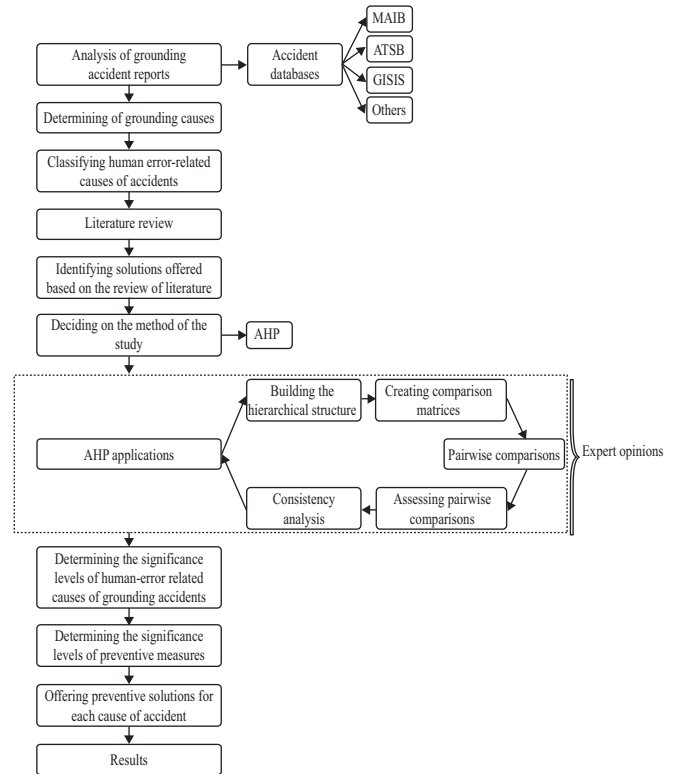 Analysis of grounding
accident reports
Accident
databases
MAIB
ATSB
GISIS
Others
Determining of grounding causes
Classifying human error-related
causes of accidents
Literature review
Identifying solutions offered
based on the review of literature
Deciding on the method of the
study
AHP
Building the
hierarchical structure
Creating comparison
matrices
AHP applications
Pairwise comparisons
Expert opinions
Consistency
analysis
Assessing pairwise
comparisons
Determining the significance
levels of human-error related
causes of grounding accidents
Determining the significance
levels of preventive measures
Offering preventive solutions for
each cause of accident
Results